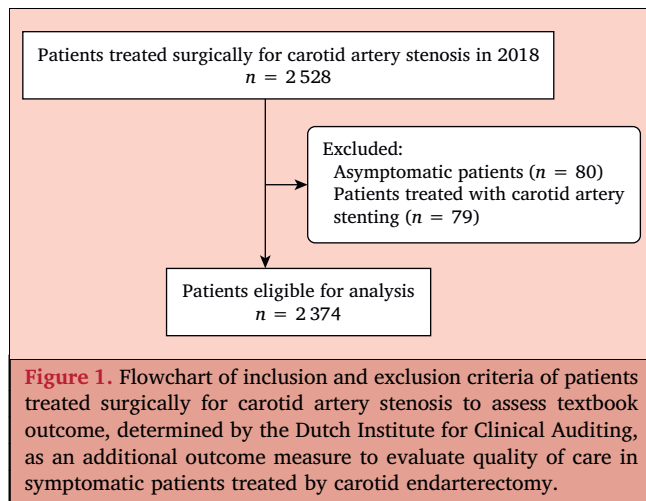 Patients treated surgically for carotid artery stenosis in 2018
n = 2 528
Excluded:
Asymptomatic patients (n = 80)
Patients treated with carotid artery
stenting (n = 79)
Patients eligible for analysis
n = 2 374
Figure 1. Flowchart of inclusion and exclusion criteria of patients
treated surgically for carotid artery stenosis to assess textbook
outcome, determined by the Dutch Institute for Clinical Auditing,
as an additional outcome measure to evaluate quality of care in
symptomatic patients treated by carotid endarterectomy.